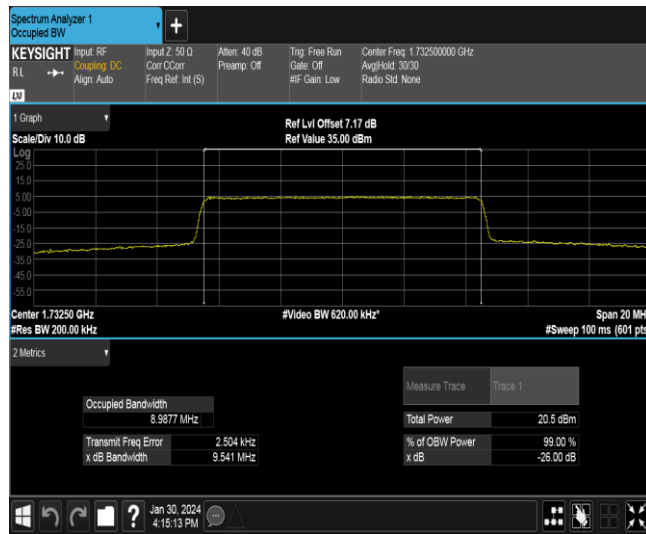 Spectrum Analyzer 1
Occupied BW
+
KEYSIGHT
RL
LXI
Input: RF
Coupling: DC
Align: Auto
Input Z: 50 Ω
Corr CCorr
Freq Ref: Int (S)
Atten: 40 dB
Preamp: Off
Trig: Free Run
Gate: Off
#IF Gain: Low
Center Freq: 1.732500000 GHz
Avg|Hold: 30/30
Radio Std: None
1 Graph
Scale/Div 10.0 dB
Ref Lvl Offset 7.17 dB
Ref Value 35.00 dBm
Log
25.0
15.0
5.00
-5.00
-15.0
-25.0
-35.0
-45.0
-55.0
Center 1.73250 GHz
#Res BW 200.00 kHz
#Video BW 620.00 kHz*
Span 20 MH
#Sweep 100 ms (601 pts
2 Metrics
Measure Trace Trace 1
Occupied Bandwidth
8.9877 MHz
Total Power 20.5 dBm
Transmit Freq Error 2.504 kHz
% of OBW Power 99.00 %
x dB Bandwidth 9.541 MHz
x dB -26.00 dB
?
Jan 30, 2024
4:15:13 PM